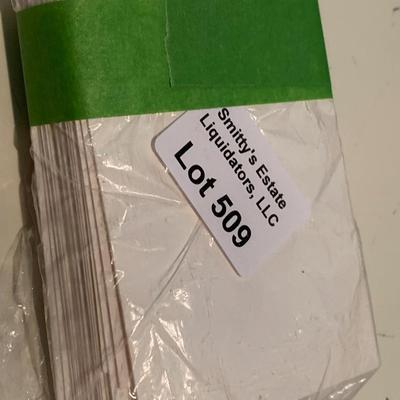 Smitty's Estate
Liquidators, LLC
Lot 509